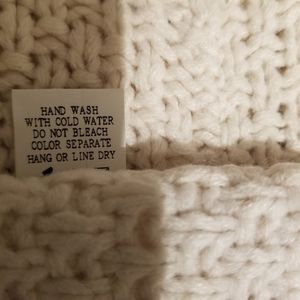 HAND WASH
WITH COLD WATER
DO NOT BLEACH
COLOR SEPARATE
HANG OR LINE DRY